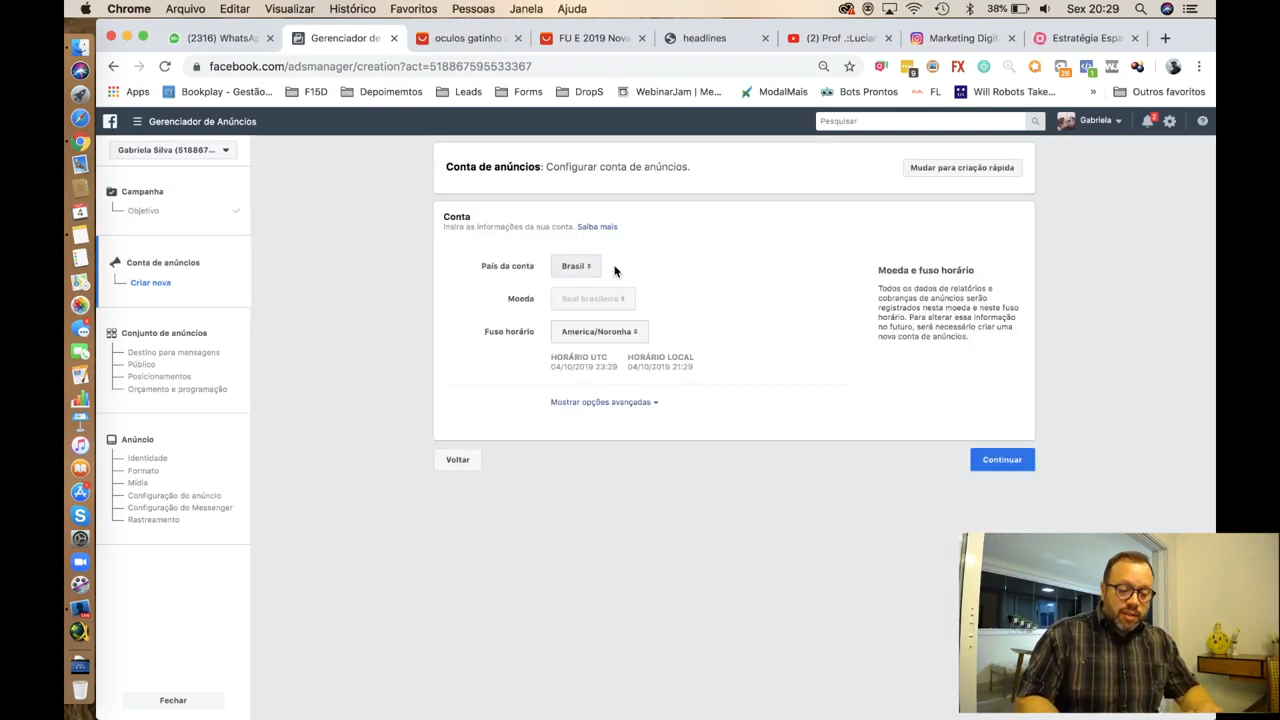 Chrome Arquivo Editar Visualizar Histórico Favoritos Pessoas Janela Ajuda
38% Sex 20:29
(2316) WhatsA
Gerenciador de
oculos gatinho
FU E 2019 Nova
headlines
(2) Prof .:Lucian
Marketing Digit
Estratégia Espa
facebook.com/adsmanager/creation?act=518867595533367
Apps
Bookplay - Gestão...
F15D
Depoimentos
Leads
Forms
DropS
WebinarJam | Me...
ModalMais
Bots Prontos
FL
Will Robots Take...
»
Outros favoritos
Gerenciador de Anúncios
Pesquisar
Gabriela
2
Gabriela Silva (518867...
Campanha
Objetivo
Conta de anúncios
Criar nova
Conjunto de anúncios
Destino para mensagens
Público
Posicionamentos
Orçamento e programação
Anúncio
Identidade
Formato
Mídia
Configuração do anúncio
Configuração do Messenger
Rastreamento
Fechar
Conta de anúncios: Configurar conta de anúncios.
Mudar para criação rápida
Conta
Insira as informações da sua conta. Saiba mais
País da conta Brasil
Moeda Real brasileiro
Fuso horário America/Noronha
HORÁRIO UTC HORÁRIO LOCAL
04/10/2019 23:29 04/10/2019 21:29
Mostrar opções avançadas
Moeda e fuso horário
Todos os dados de relatórios e
cobranças de anúncios serão
registrados nesta moeda e neste fuso
horário. Para alterar essa informação
no futuro, será necessário criar uma
nova conta de anúncios.
Voltar
Continuar